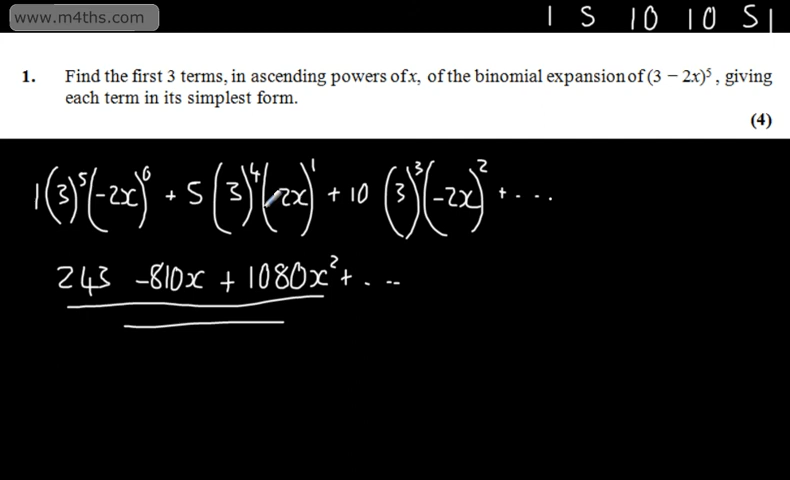 www.m4ths.com
1 5 10 10 5 1
1. Find the first 3 terms, in ascending powers of x, of the binomial expansion of (3 − 2x)⁵, giving
each term in its simplest form.
(4)
1(3)⁵(-2x)⁰ + 5(3)⁴(-2x)¹ + 10(3)³(-2x)² + ...
243 -810x + 1080x² + ...